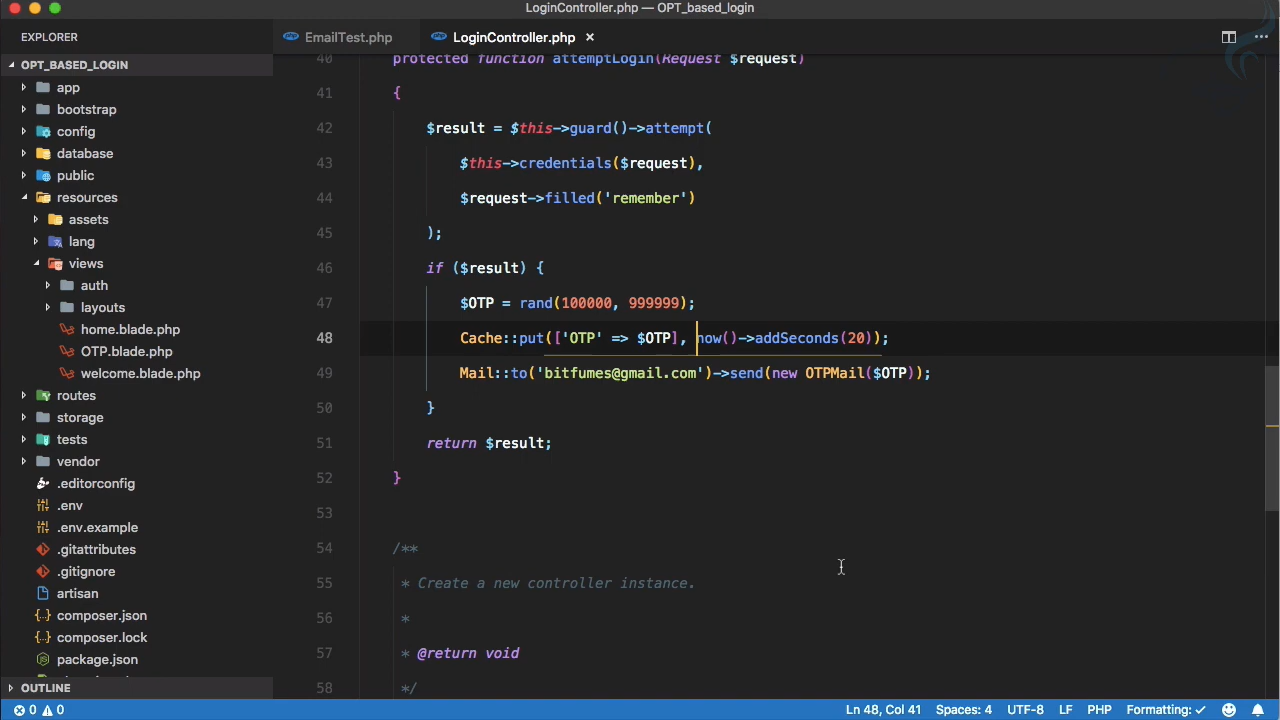 LoginController.php — OPT_based_login
EXPLORER
EmailTest.php
LoginController.php ×
OPT_BASED_LOGIN
app
bootstrap
config
database
public
resources
assets
lang
views
auth
layouts
home.blade.php
OTP.blade.php
welcome.blade.php
routes
storage
tests
vendor
.editorconfig
.env
.env.example
.gitattributes
.gitignore
artisan
composer.json
composer.lock
package.json
OUTLINE
40 protected function attemptLogin(Request $request)
41 {
42 $result = $this->guard()->attempt(
43 $this->credentials($request),
44 $request->filled('remember')
45 );
46 if ($result) {
47 $OTP = rand(100000, 999999);
48 Cache::put(['OTP' => $OTP], now()->addSeconds(20));
49 Mail::to('bitfumes@gmail.com')->send(new OTPMail($OTP));
50 }
51 return $result;
52 }
53
54 /**
55 * Create a new controller instance.
56 *
57 * @return void
58 */
0 0
Ln 48, Col 41 Spaces: 4 UTF-8 LF PHP Formatting: ✓